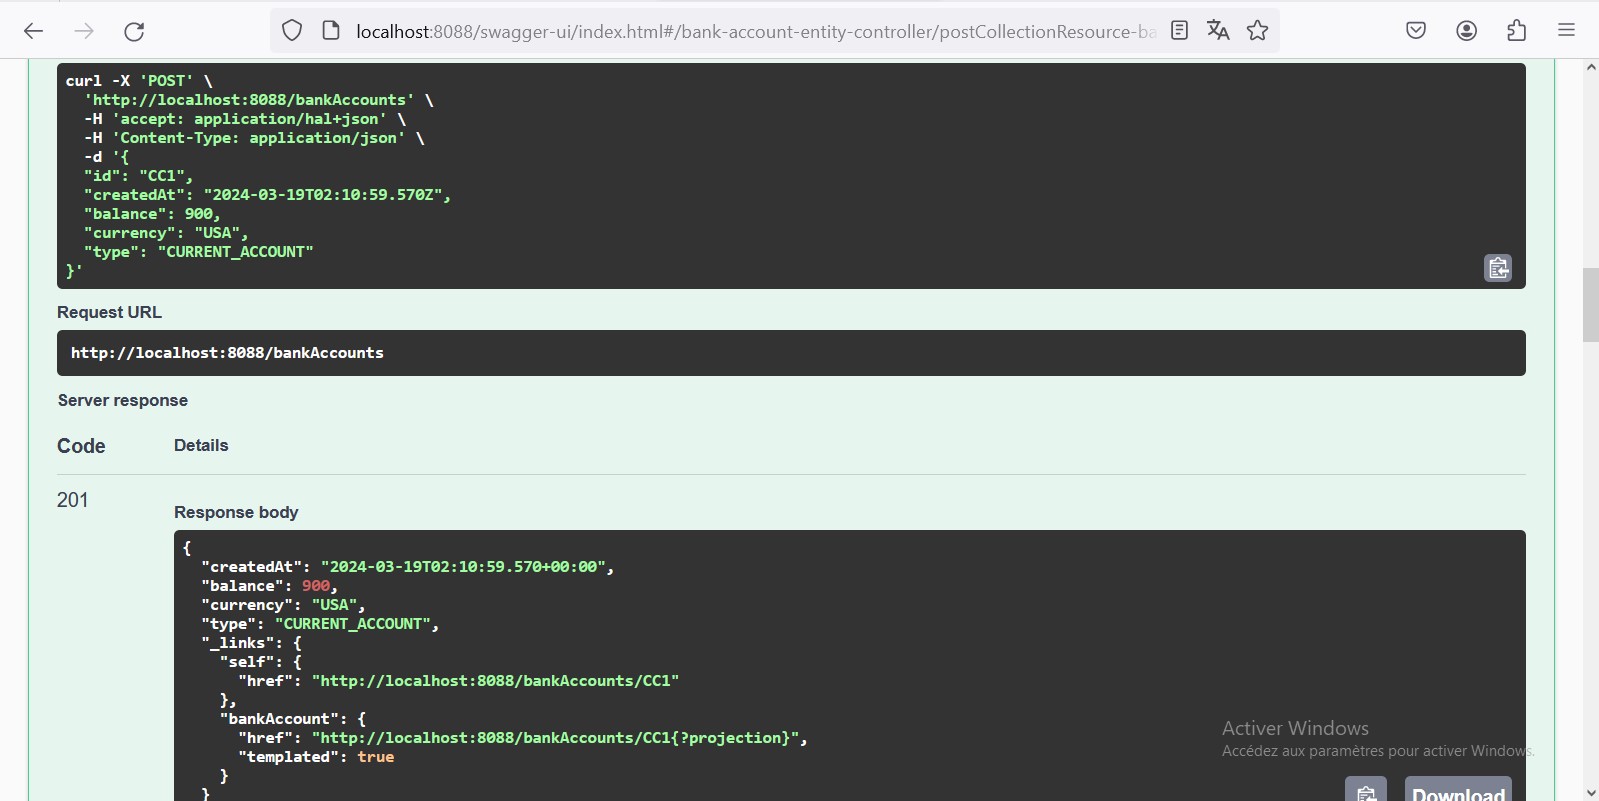 localhost:8088/swagger-ui/index.html#/bank-account-entity-controller/postCollectionResource-ba
curl -X 'POST' \
'http://localhost:8088/bankAccounts' \
-H 'accept: application/hal+json' \
-H 'Content-Type: application/json' \
-d '{
"id": "CC1",
"createdAt": "2024-03-19T02:10:59.570Z",
"balance": 900,
"currency": "USA",
"type": "CURRENT_ACCOUNT"
}'
Request URL
http://localhost:8088/bankAccounts
Server response
Code Details
201
Response body
{
"createdAt": "2024-03-19T02:10:59.570+00:00",
"balance": 900,
"currency": "USA",
"type": "CURRENT_ACCOUNT",
"_links": {
"self": {
"href": "http://localhost:8088/bankAccounts/CC1"
},
"bankAccount": {
"href": "http://localhost:8088/bankAccounts/CC1{?projection}",
"templated": true
}
}
Activer Windows
Accédez aux paramètres pour activer Windows.
Download